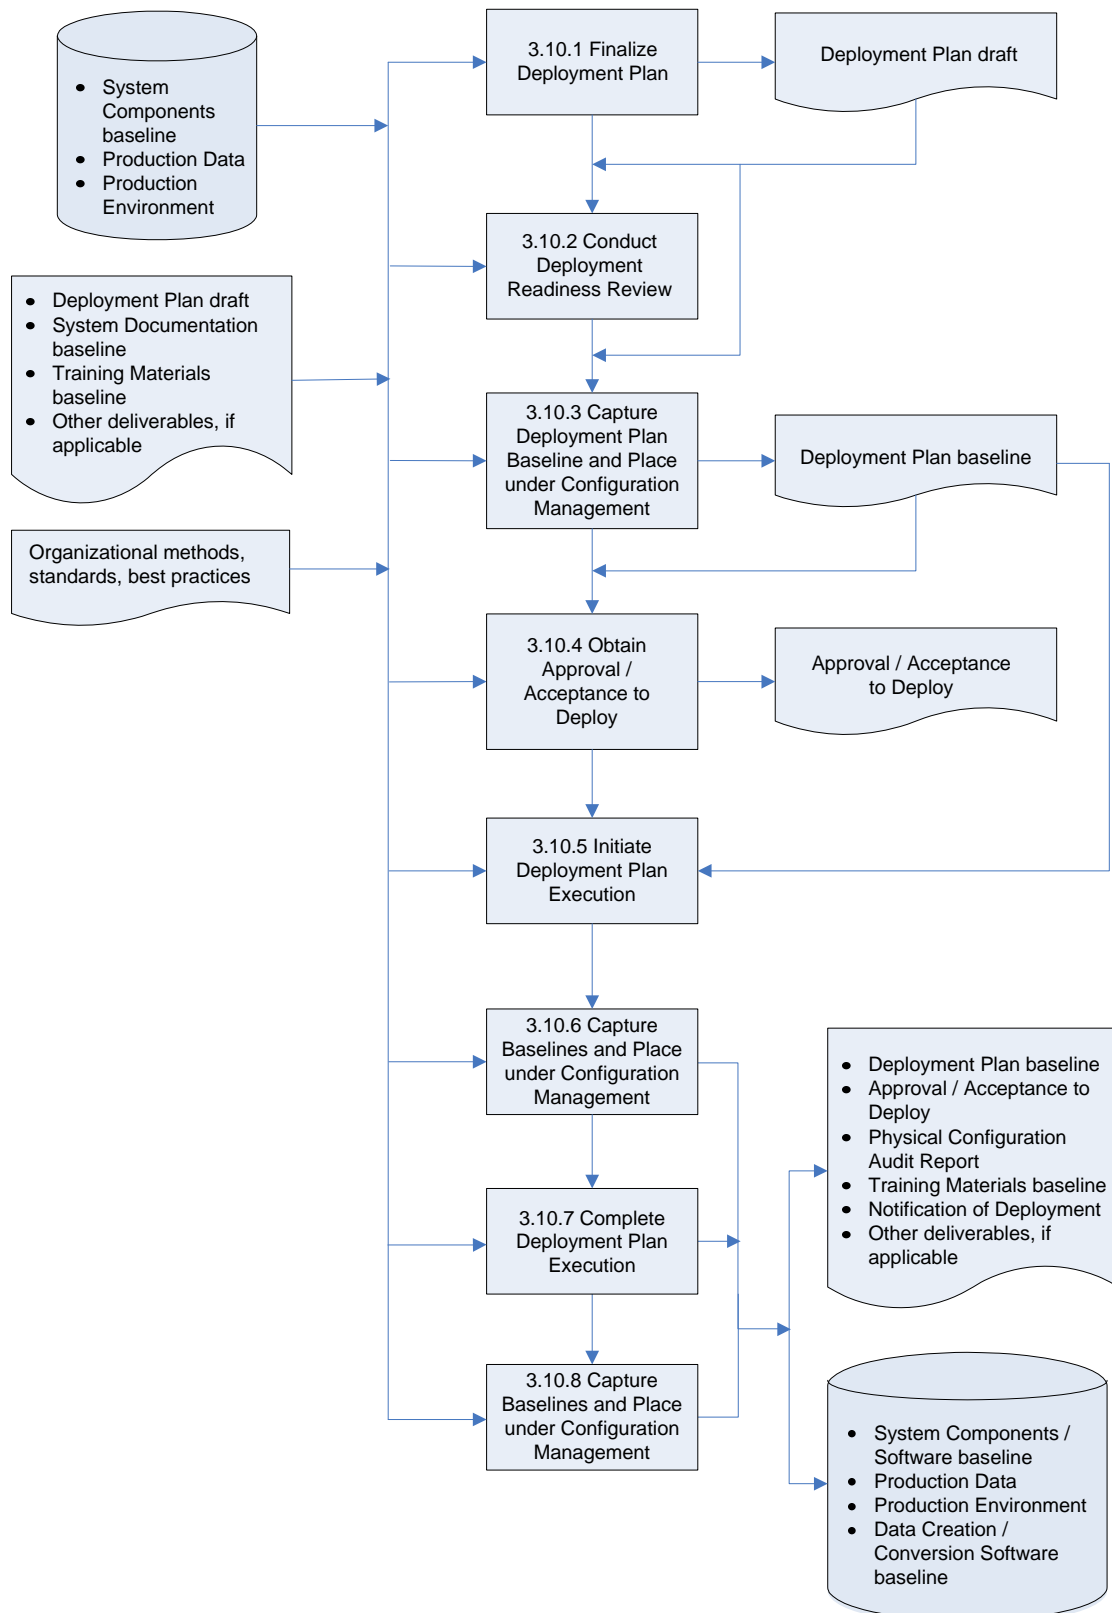 3.10.1 Finalize
Deployment Plan
Deployment Plan draft
• System
Components
baseline
• Production Data
• Production
Environment
3.10.2 Conduct
Deployment
Readiness Review
• Deployment Plan draft
• System Documentation
baseline
• Training Materials
baseline
• Other deliverables, if
applicable
3.10.3 Capture
Deployment Plan
Baseline and Place
under Configuration
Management
Deployment Plan baseline
Organizational methods,
standards, best practices
3.10.4 Obtain
Approval /
Acceptance to
Deploy
Approval / Acceptance
to Deploy
3.10.5 Initiate
Deployment Plan
Execution
3.10.6 Capture
Baselines and Place
under Configuration
Management
• Deployment Plan baseline
• Approval / Acceptance to
Deploy
• Physical Configuration
Audit Report
• Training Materials baseline
• Notification of Deployment
• Other deliverables, if
applicable
3.10.7 Complete
Deployment Plan
Execution
3.10.8 Capture
Baselines and Place
under Configuration
Management
• System Components /
Software baseline
• Production Data
• Production Environment
• Data Creation /
Conversion Software
baseline